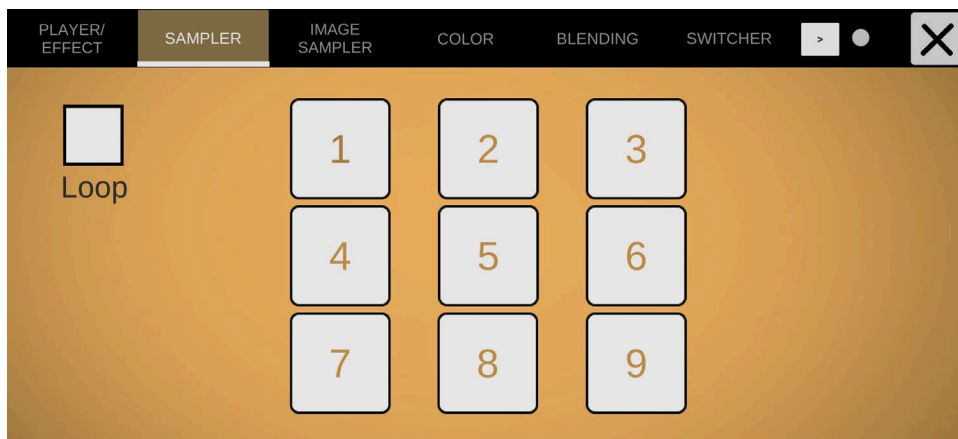 PLAYER/
EFFECT
SAMPLER
IMAGE
SAMPLER
COLOR
BLENDING
SWITCHER
>
Loop
1 2 3
4 5 6
7 8 9